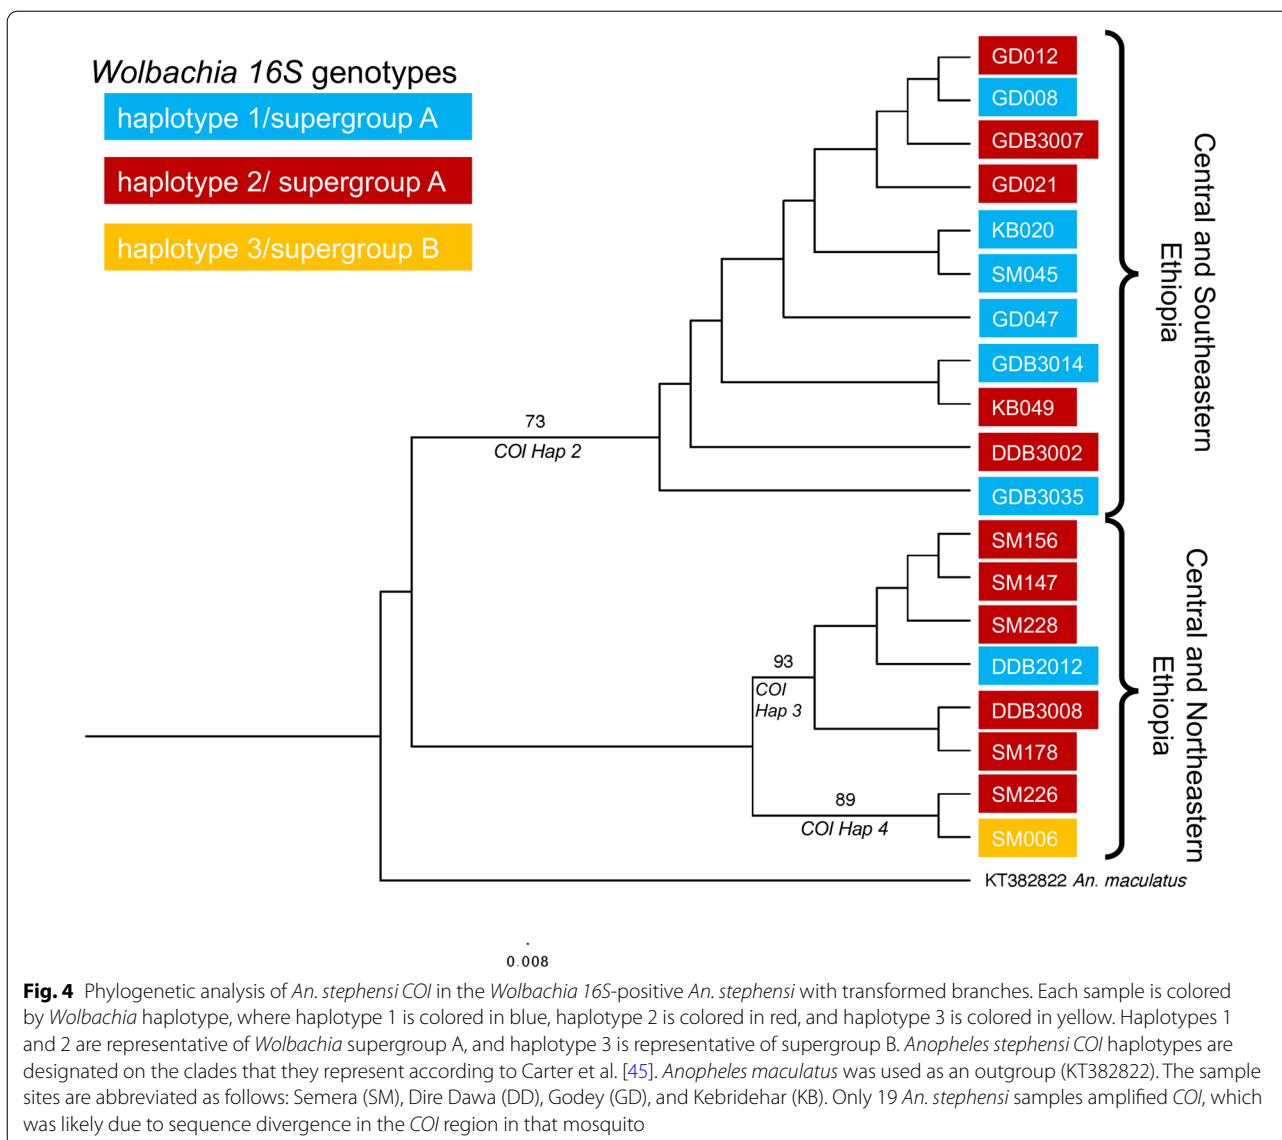 Wolbachia 16S genotypes
haplotype 1/supergroup A
haplotype 2/ supergroup A
haplotype 3/supergroup B
GD012
GD008
GDB3007
GD021
KB020
SM045
GD047
GDB3014
KB049
DDB3002
GDB3035
SM156
SM147
SM228
DDB2012
DDB3008
SM178
SM226
SM006
KT382822 An. maculatus
73
COI Hap 2
93
COI
Hap 3
89
COI Hap 4
Central and Southeastern
Ethiopia
Central and Northeastern
Ethiopia
0.008
Fig. 4 Phylogenetic analysis of An. stephensi COI in the Wolbachia 16S-positive An. stephensi with transformed branches. Each sample is colored
by Wolbachia haplotype, where haplotype 1 is colored in blue, haplotype 2 is colored in red, and haplotype 3 is colored in yellow. Haplotypes 1
and 2 are representative of Wolbachia supergroup A, and haplotype 3 is representative of supergroup B. Anopheles stephensi COI haplotypes are
designated on the clades that they represent according to Carter et al. [45]. Anopheles maculatus was used as an outgroup (KT382822). The sample
sites are abbreviated as follows: Semera (SM), Dire Dawa (DD), Godey (GD), and Kebridehar (KB). Only 19 An. stephensi samples amplified COI, which
was likely due to sequence divergence in the COI region in that mosquito